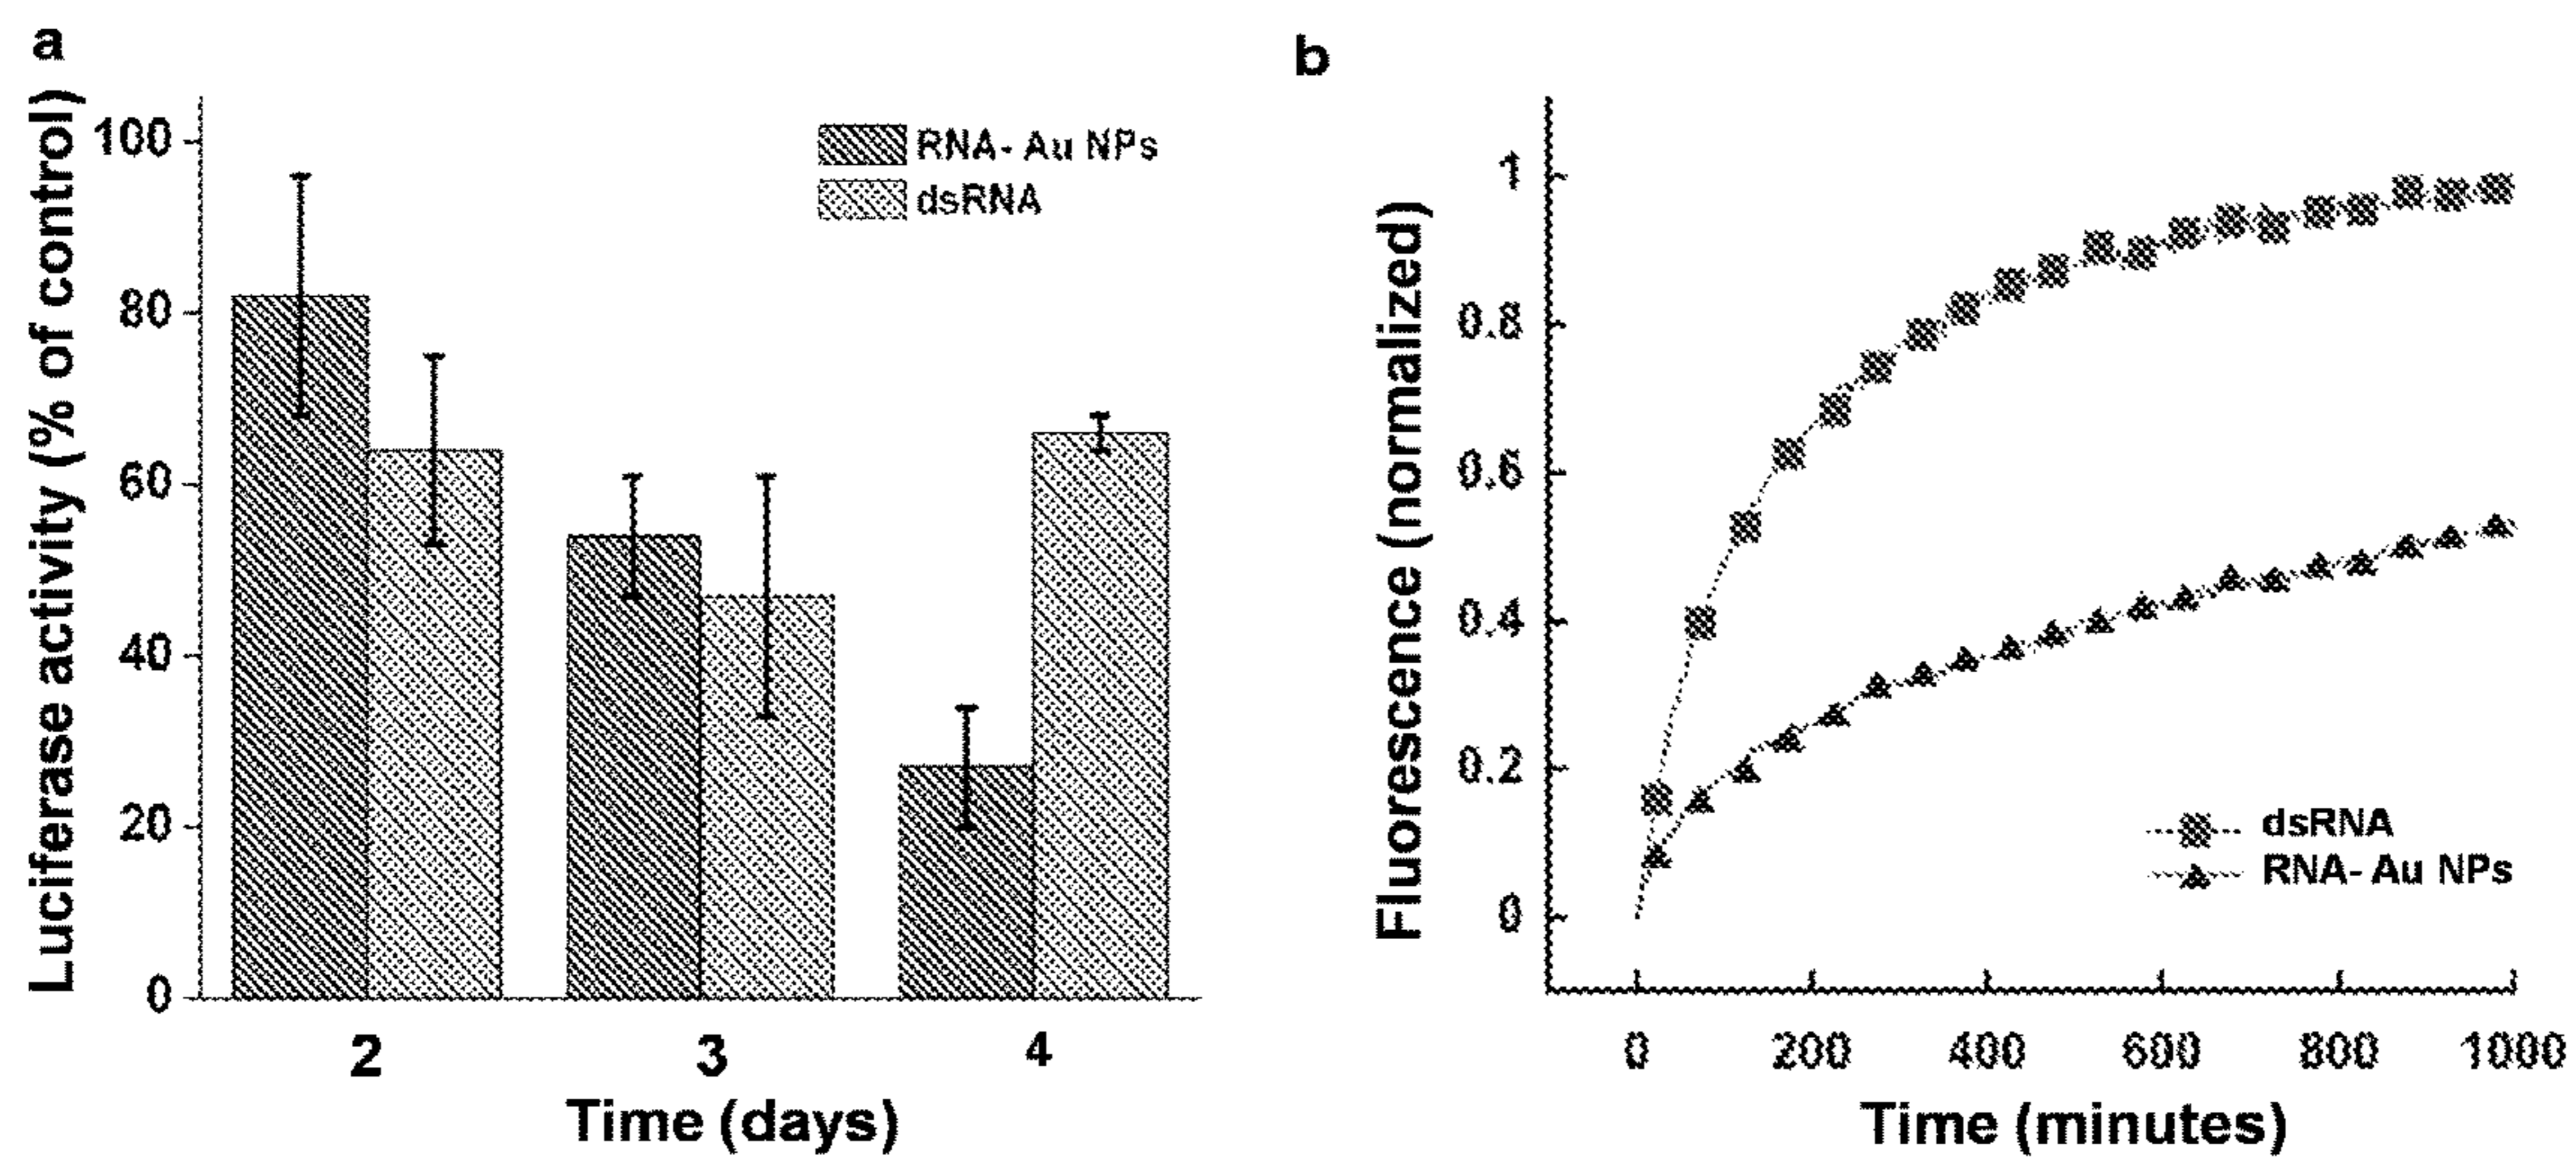 a
Luciferase activity (% of control)
100
80
60
40
20
0
RNA- Au NPs
dsRNA
2
3
4
Time (days)
b
Fluorescence (normalized)
1
0.8
0.6
0.4
0.2
0
dsRNA
RNA- Au NPs
0 200 400 600 800 1000
Time (minutes)